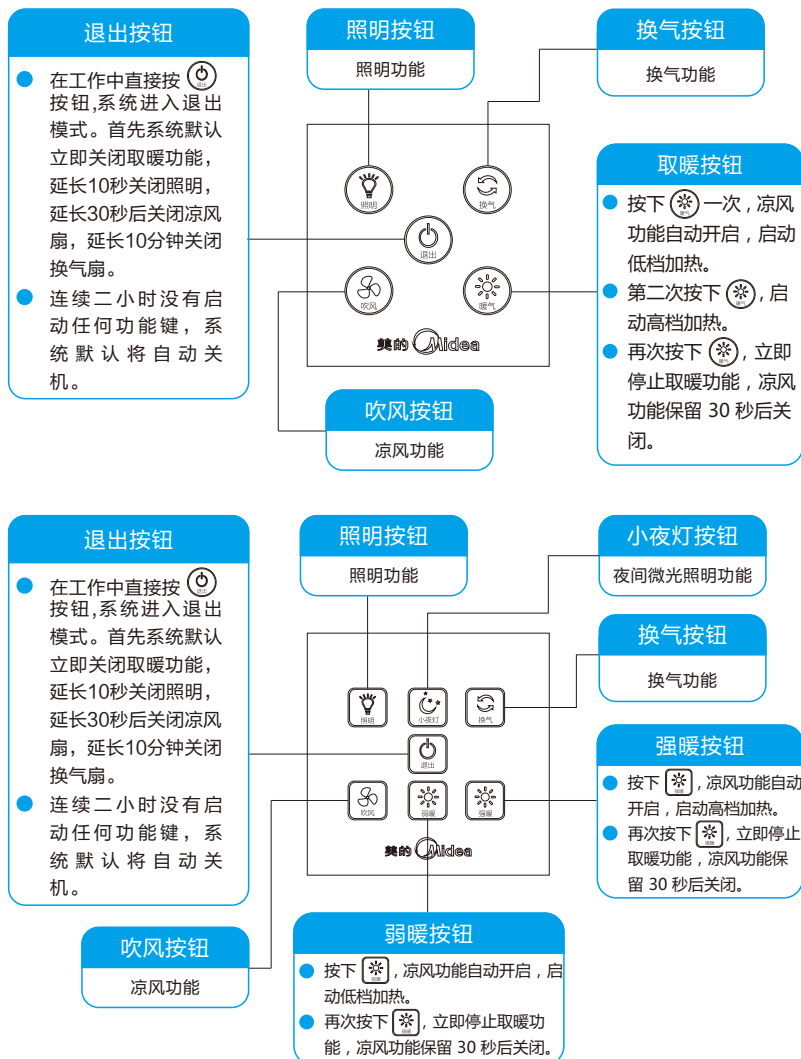 退出按钮
在工作中直接按 退出
按钮,系统进入退出
模式。首先系统默认
立即关闭取暖功能，
延长10秒关闭照明，
延长30秒后关闭凉风
扇，延长10分钟关闭
换气扇。
连续二小时没有启
动任何功能键，系
统默认将自动关
机。
照明按钮
照明功能
换气按钮
换气功能
照明
换气
退出
吹风
暖气
美的 Midea
取暖按钮
按下 暖气 一次，凉风
功能自动开启，启动
低档加热。
第二次按下 暖气，启
动高档加热。
再次按下 暖气，立即
停止取暖功能，凉风
功能保留 30 秒后关
闭。
吹风按钮
凉风功能
退出按钮
在工作中直接按 退出
按钮,系统进入退出
模式。首先系统默认
立即关闭取暖功能，
延长10秒关闭照明，
延长30秒后关闭凉风
扇，延长10分钟关闭
换气扇。
连续二小时没有启
动任何功能键，系
统默认将自动关
机。
照明按钮
照明功能
小夜灯按钮
夜间微光照明功能
换气按钮
换气功能
照明
小夜灯
换气
退出
吹风
弱暖
强暖
美的 Midea
强暖按钮
按下 强暖，凉风功能自动
开启，启动高档加热。
再次按下 强暖，立即停止
取暖功能，凉风功能保
留 30 秒后关闭。
吹风按钮
凉风功能
弱暖按钮
按下 弱暖，凉风功能自动开启，启
动低档加热。
再次按下 弱暖，立即停止取暖功
能，凉风功能保留 30 秒后关闭。